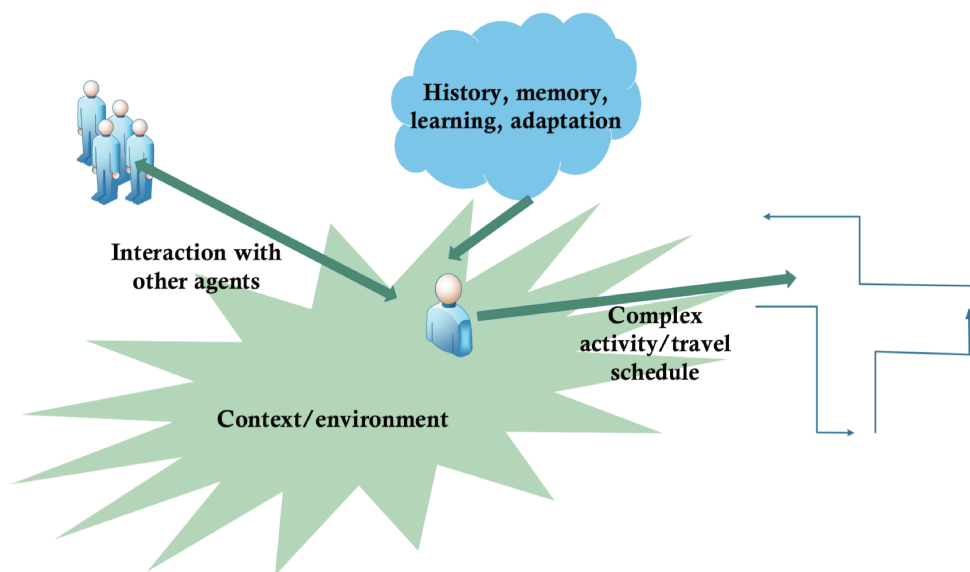 History, memory,
learning, adaptation
Interaction with
other agents
Complex
activity/travel
schedule
Context/environment